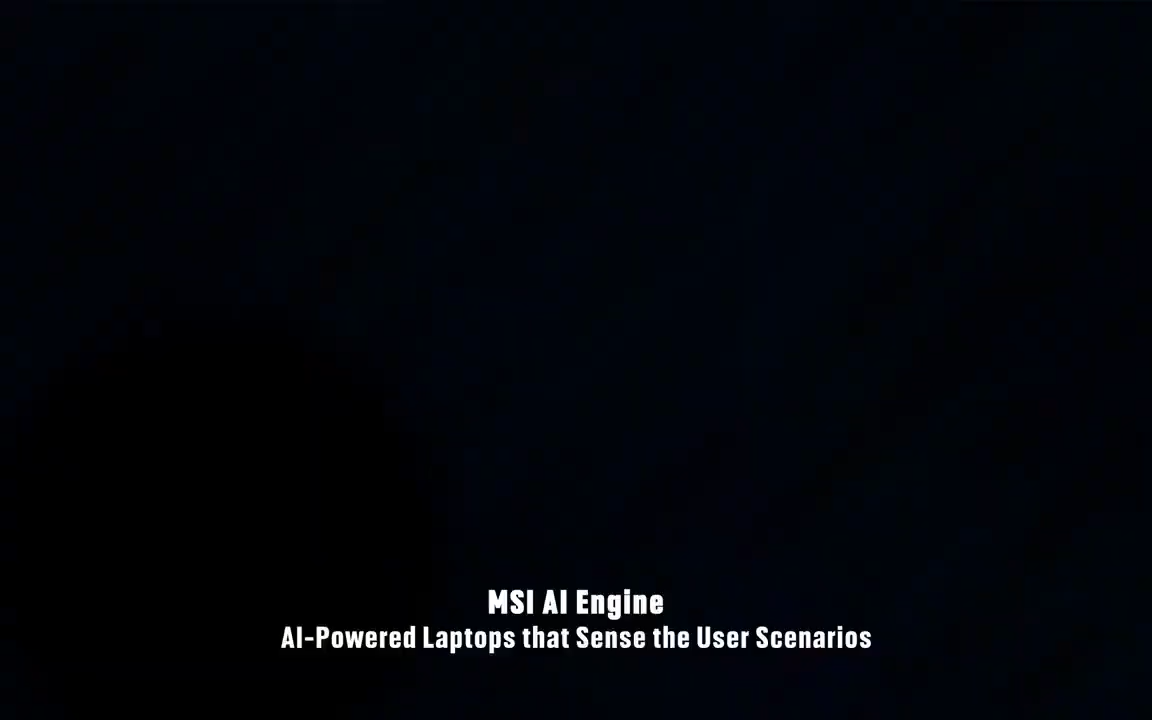 MSI AI Engine
AI-Powered Laptops that Sense the User Scenarios